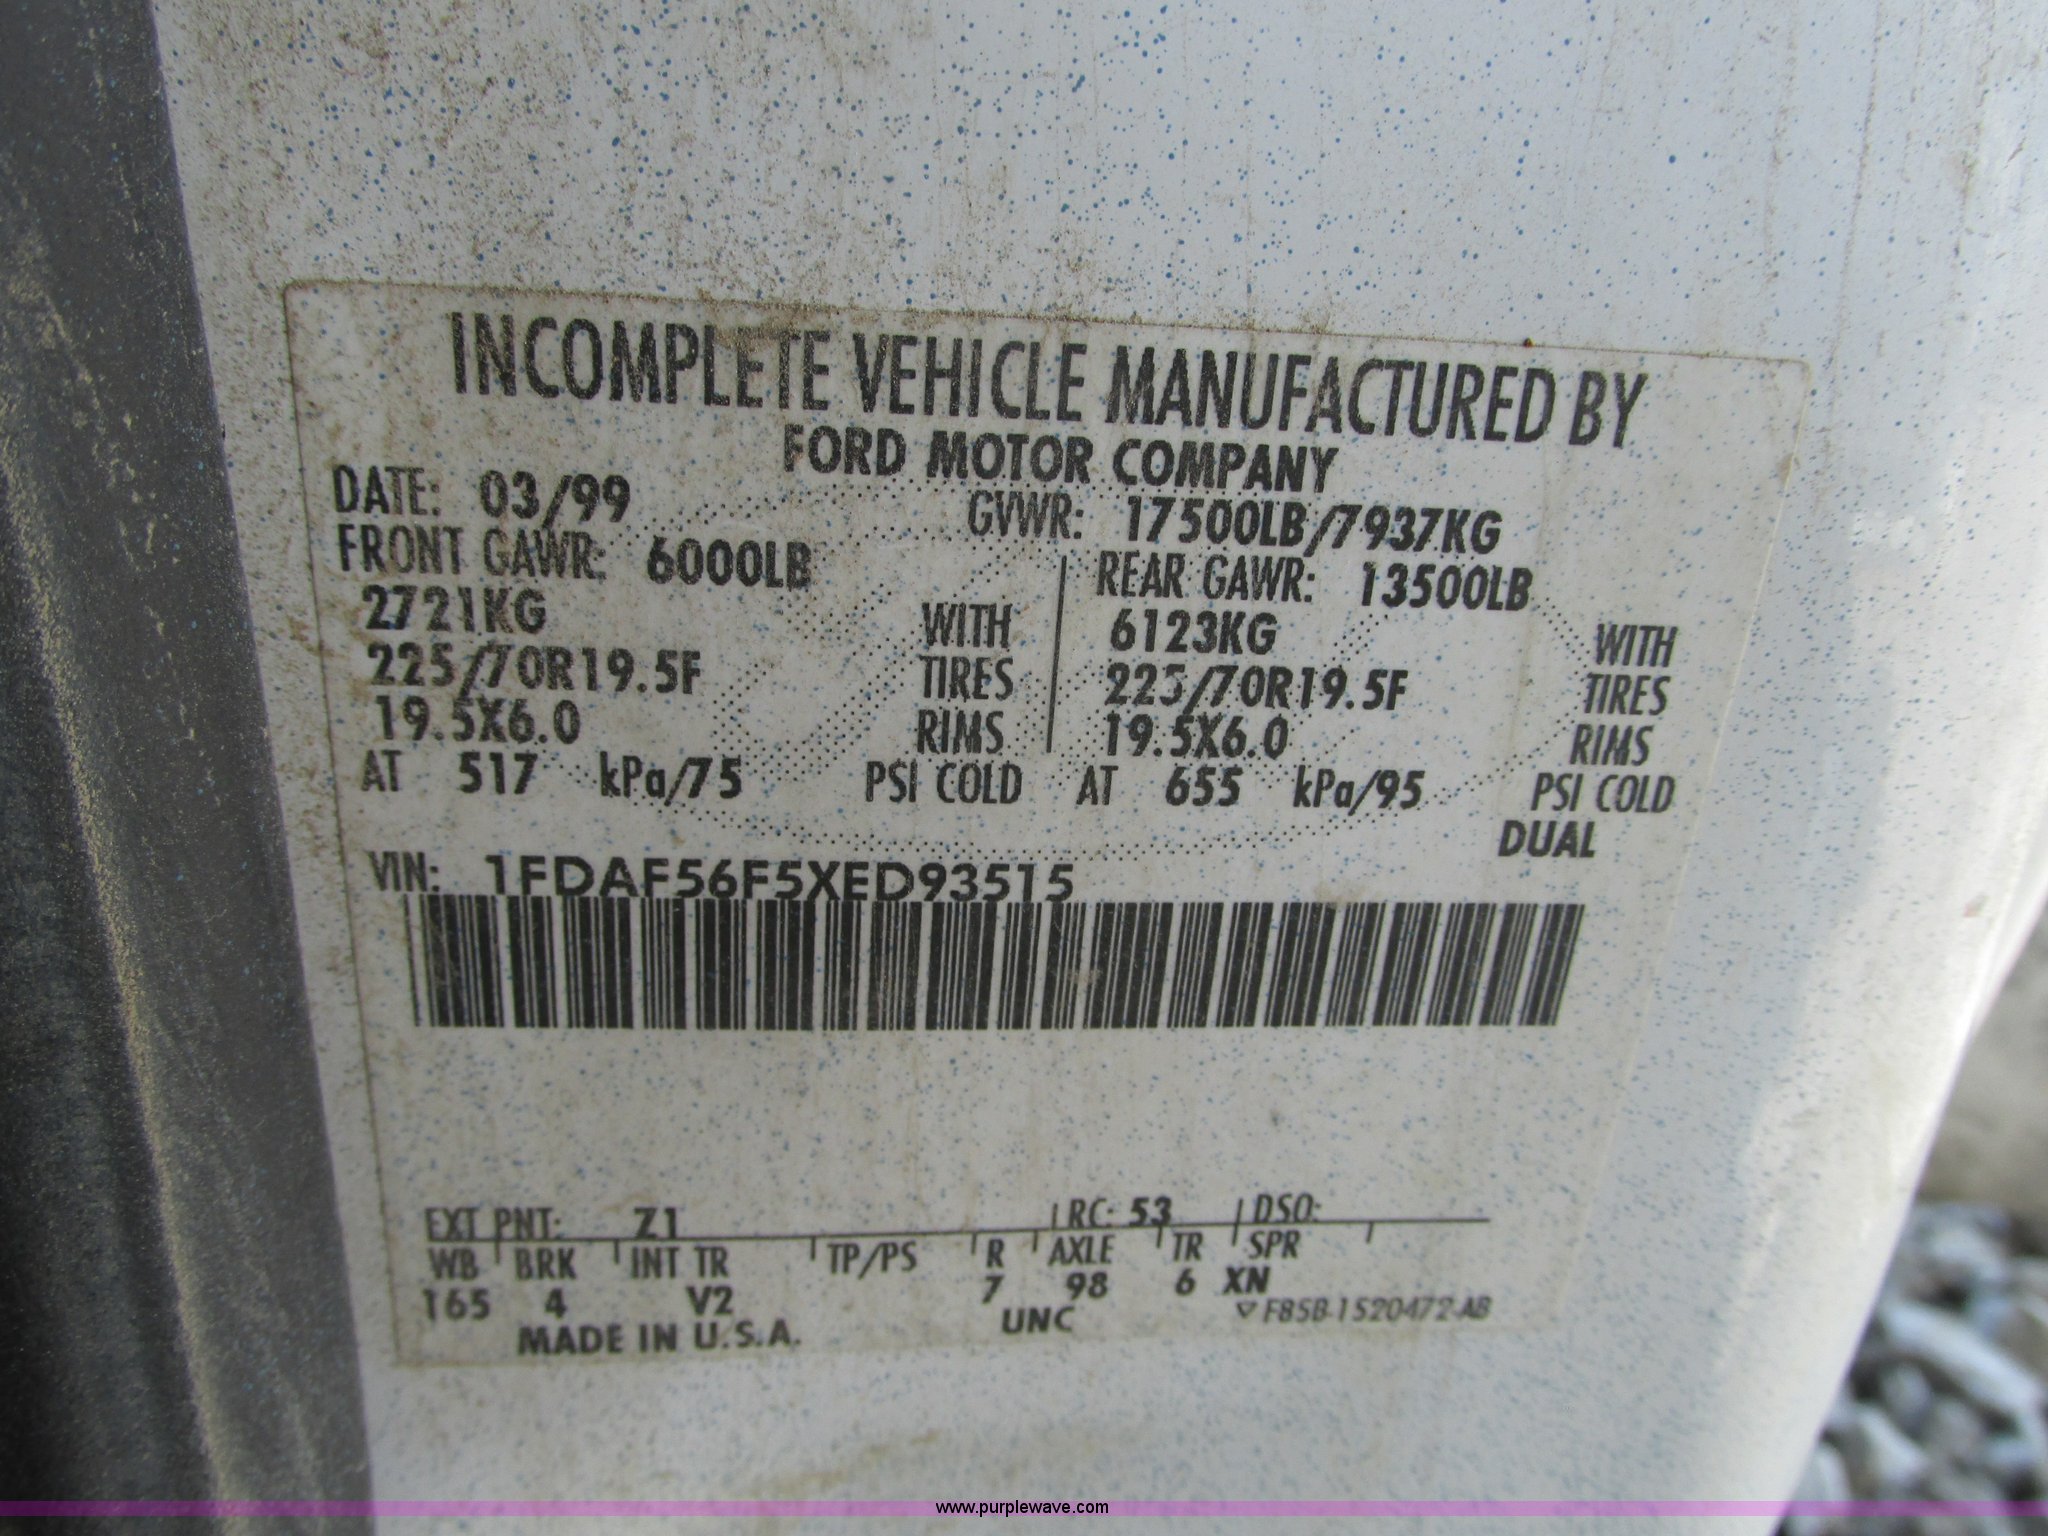 INCOMPLETE VEHICLE MANUFACTURED BY
FORD MOTOR COMPANY
DATE: 03/99 GVWR: 17500LB/7937KG
FRONT GAWR: 6000LB REAR GAWR: 13500LB
2721KG WITH 6123KG WITH
225/70R19.5F TIRES 225/70R19.5F TIRES
19.5X6.0 RIMS 19.5X6.0 RIMS
AT 517 kPa/75 PSI COLD AT 655 kPa/95 PSI COLD
DUAL
VIN: 1FDAF56F5XED93515
EXT PNT: Z1 RC: 53 DSO:
WB BRK INT TR TP/PS R AXLE TR SPR
165 4 V2 7 98 6 XN
MADE IN U.S.A. UNC F85B-1520472-AB
www.purplewave.com